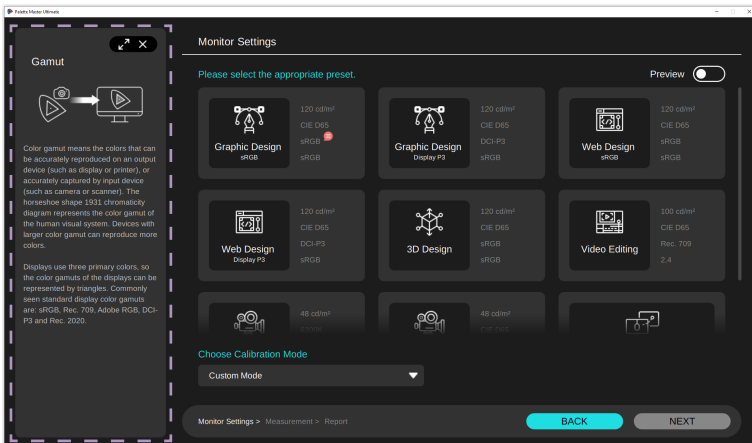 Palette Master Ultimate
Gamut
Color gamut means the colors that can
be accurately reproduced on an output
device (such as display or printer), or
accurately captured by input device
(such as camera or scanner). The
horseshoe shape 1931 chromaticity
diagram represents the color gamut of
the human visual system. Devices with
larger color gamut can reproduce more
colors.
Displays use three primary colors, so
the color gamuts of the displays can be
represented by triangles. Commonly
seen standard display color gamuts
are: sRGB, Rec. 709, Adobe RGB, DCI-
P3 and Rec. 2020.
Monitor Settings
Please select the appropriate preset.
Preview
Graphic Design
sRGB
120 cd/m²
CIE D65
sRGB
sRGB
Graphic Design
Display P3
120 cd/m²
CIE D65
DCI-P3
sRGB
Web Design
sRGB
120 cd/m²
CIE D65
sRGB
sRGB
Web Design
Display P3
120 cd/m²
CIE D65
DCI-P3
sRGB
3D Design
120 cd/m²
CIE D65
sRGB
sRGB
Video Editing
100 cd/m²
CIE D65
Rec. 709
2.4
48 cd/m²
48 cd/m²
CIE D65
Choose Calibration Mode
Custom Mode
Monitor Settings > Measurement > Report
BACK
NEXT